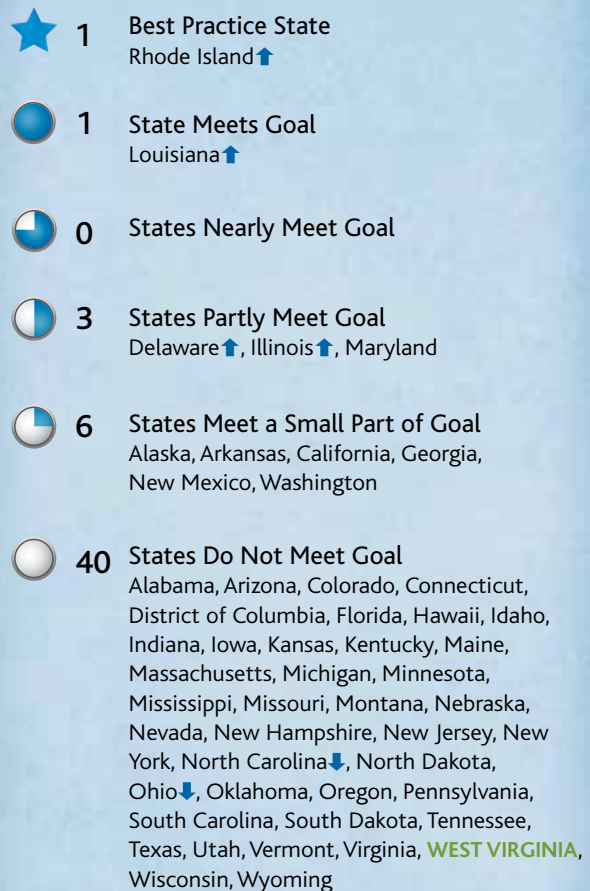 1 Best Practice State
Rhode Island⬆
1 State Meets Goal
Louisiana⬆
0 States Nearly Meet Goal
3 States Partly Meet Goal
Delaware⬆, Illinois⬆, Maryland
6 States Meet a Small Part of Goal
Alaska, Arkansas, California, Georgia,
New Mexico, Washington
40 States Do Not Meet Goal
Alabama, Arizona, Colorado, Connecticut,
District of Columbia, Florida, Hawaii, Idaho,
Indiana, Iowa, Kansas, Kentucky, Maine,
Massachusetts, Michigan, Minnesota,
Mississippi, Missouri, Montana, Nebraska,
Nevada, New Hampshire, New Jersey, New
York, North Carolina⬇, North Dakota,
Ohio⬇, Oklahoma, Oregon, Pennsylvania,
South Carolina, South Dakota, Tennessee,
Texas, Utah, Vermont, Virginia, WEST VIRGINIA,
Wisconsin, Wyoming